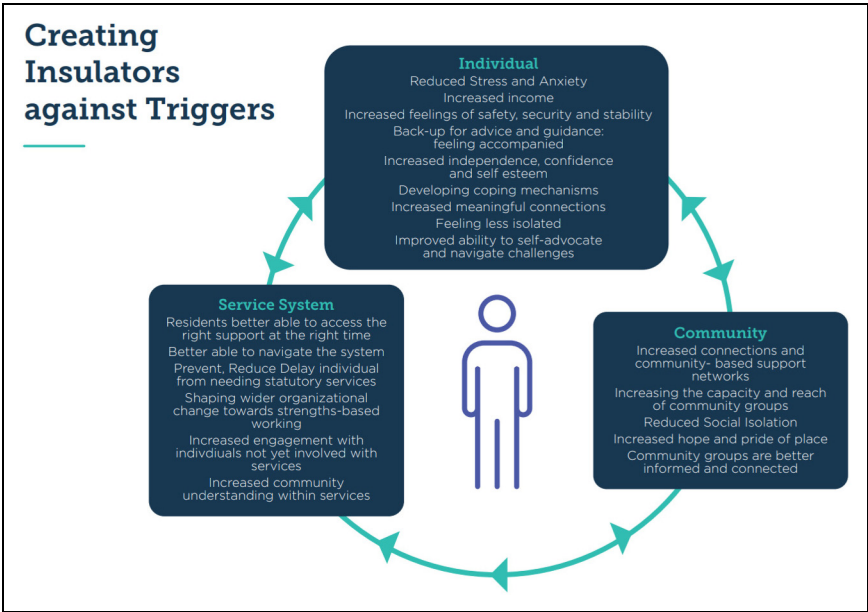 Creating
Insulators
against Triggers
Individual
Reduced Stress and Anxiety
Increased income
Increased feelings of safety, security and stability
Back-up for advice and guidance:
feeling accompanied
Increased independence, confidence
and self esteem
Developing coping mechanisms
Increased meaningful connections
Feeling less isolated
Improved ability to self-advocate
and navigate challenges
Service System
Residents better able to access the
right support at the right time
Better able to navigate the system
Prevent, Reduce Delay individual
from needing statutory services
Shaping wider organizational
change towards strengths-based
working
Increased engagement with
indivdiuals not yet involved with
services
Increased community
understanding within services
Community
Increased connections and
community- based support
networks
Increasing the capacity and reach
of community groups
Reduced Social Isolation
Increased hope and pride of place
Community groups are better
informed and connected